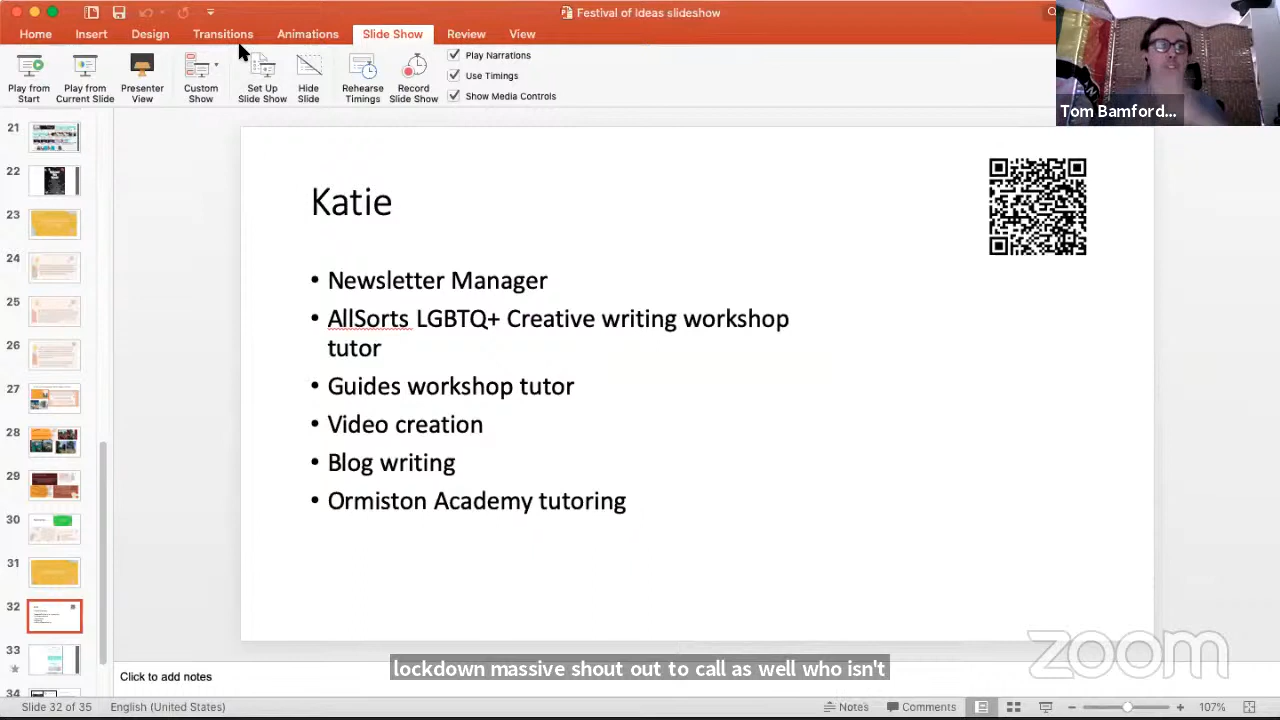 Festival of Ideas slideshow
Home Insert Design Transitions Animations Slide Show Review View
Play from Start
Play from Current Slide
Presenter View
Custom Show
Set Up Slide Show
Hide Slide
Rehearse Timings
Record Slide Show
Play Narrations
Use Timings
Show Media Controls
Tom Bamford...
21
22
23
24
25
26
27
28
29
30
31
32
33
34
Katie
• Newsletter Manager
• AllSorts LGBTQ+ Creative writing workshop
tutor
• Guides workshop tutor
• Video creation
• Blog writing
• Ormiston Academy tutoring
zoom
lockdown massive shout out to call as well who isn't
Click to add notes
Slide 32 of 35 English (United States) Notes Comments 107%